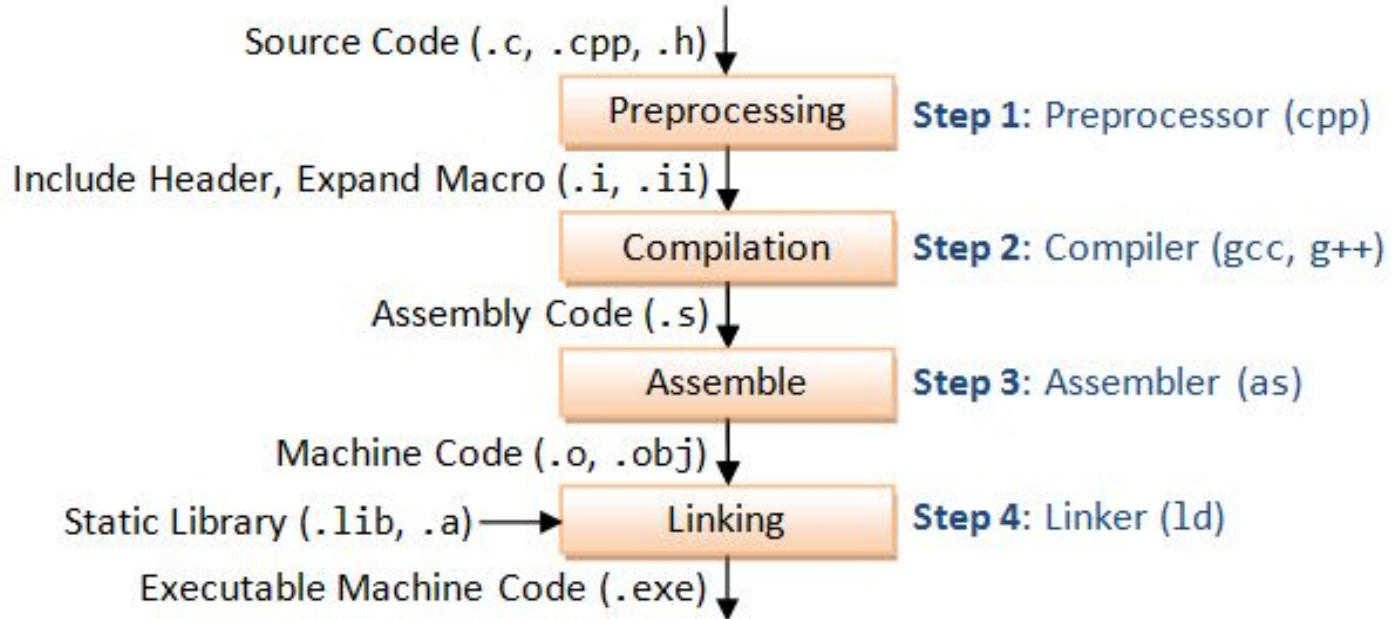 Source Code (.c, .cpp, .h)
Preprocessing
Step 1: Preprocessor (cpp)
Include Header, Expand Macro (.i, .ii)
Compilation
Step 2: Compiler (gcc, g++)
Assembly Code (.s)
Assemble
Step 3: Assembler (as)
Machine Code (.o, .obj)
Static Library (.lib, .a)
Linking
Step 4: Linker (ld)
Executable Machine Code (.exe)